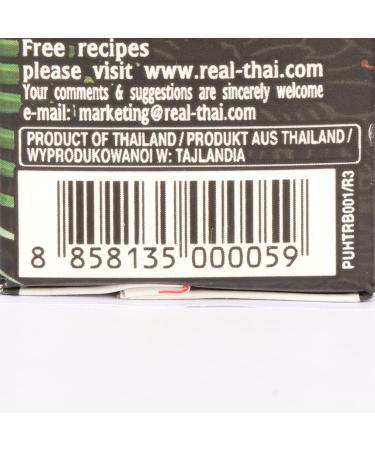 Free recipes
please visit www.real-thai.com
Your comments & suggestions are sincerely welcome
e-mail: marketing@real-thai.com
PRODUCT OF THAILAND / PRODUKT AUS THAILAND /
WYPRODUKOWANOI W: TAJLANDIA
8 858135 000059
PUHTRB001/R3